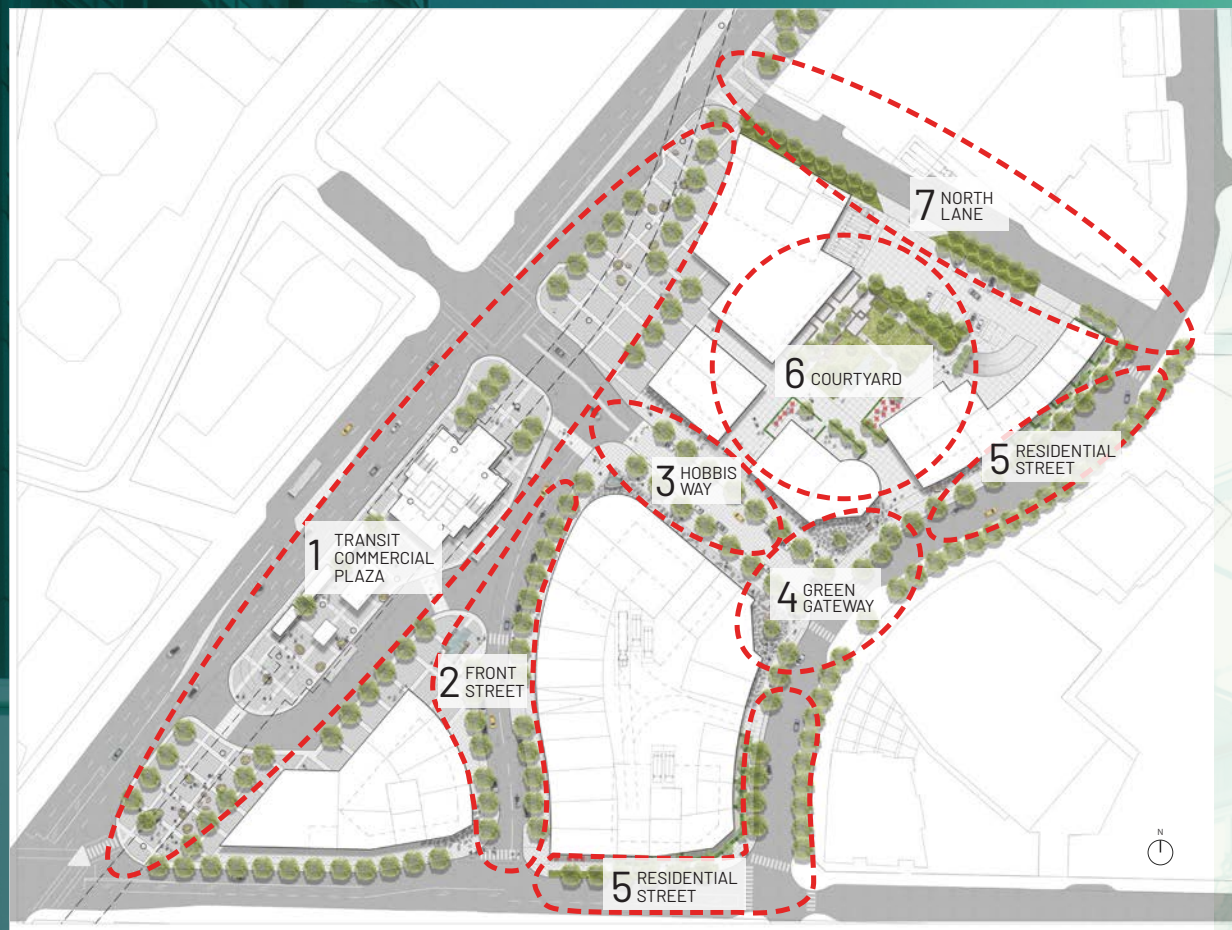 7 NORTH
LANE
6 COURTYARD
5 RESIDENTIAL
STREET
3 HOBBIS
WAY
1 TRANSIT
COMMERCIAL
PLAZA
4 GREEN
GATEWAY
2 FRONT
STREET
N
5 RESIDENTIAL
STREET